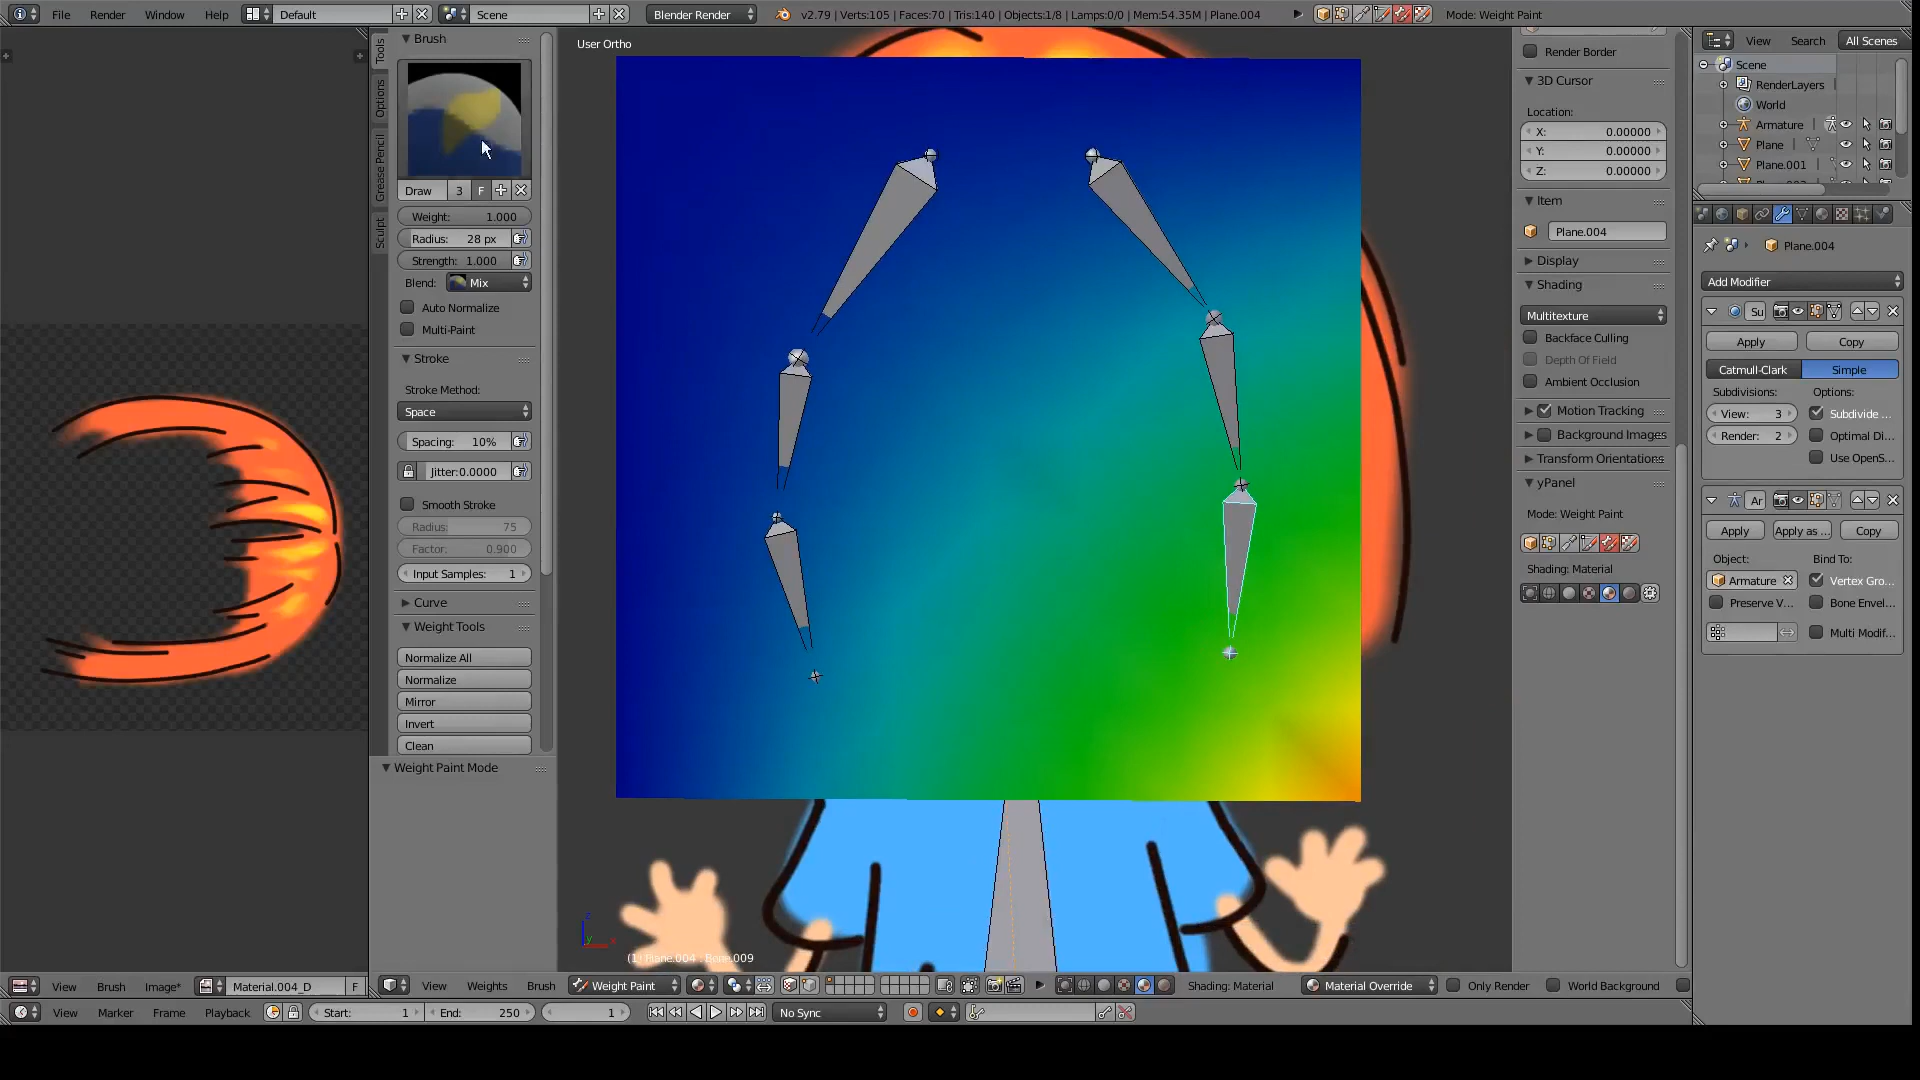 File Render Window Help Default Scene Blender Render v2.79 | Verts:105 | Faces:70 | Tris:140 | Objects:1/8 | Lamps:0/0 | Mem:54.35M | Plane.004 Mode: Weight Paint
Tools
Options
Grease Pencil
Sculpt
Brush
Draw 3 F
Weight: 1.000
Radius: 28 px
Strength: 1.000
Blend: Mix
Auto Normalize
Multi-Paint
Stroke
Stroke Method:
Space
Spacing: 10%
Jitter:0.0000
Smooth Stroke
Radius: 75
Factor: 0.900
Input Samples: 1
Curve
Weight Tools
Normalize All
Normalize
Mirror
Invert
Clean
Weight Paint Mode
User Ortho
Render Border
3D Cursor
Location:
X: 0.00000
Y: 0.00000
Z: 0.00000
Item
Plane.004
Display
Shading
Multitexture
Backface Culling
Depth Of Field
Ambient Occlusion
Motion Tracking
Background Images
Transform Orientations
yPanel
Mode: Weight Paint
Shading: Material
View Search All Scenes
Scene
RenderLayers
World
Armature
Plane
Plane.001
Plane.004
Add Modifier
Su
Apply Copy
Catmull-Clark Simple
Subdivisions: Options:
View: 3 Subdivide ...
Render: 2 Optimal Di...
Use OpenS...
Ar
Apply Apply as ... Copy
Object: Bind To:
Armature Vertex Gro...
Preserve V... Bone Envel...
Multi Modif...
View Brush Image* Material.004_D F
View Weights Brush Weight Paint Shading: Material Material Override Only Render World Background
View Marker Frame Playback Start: 1 End: 250 1 No Sync